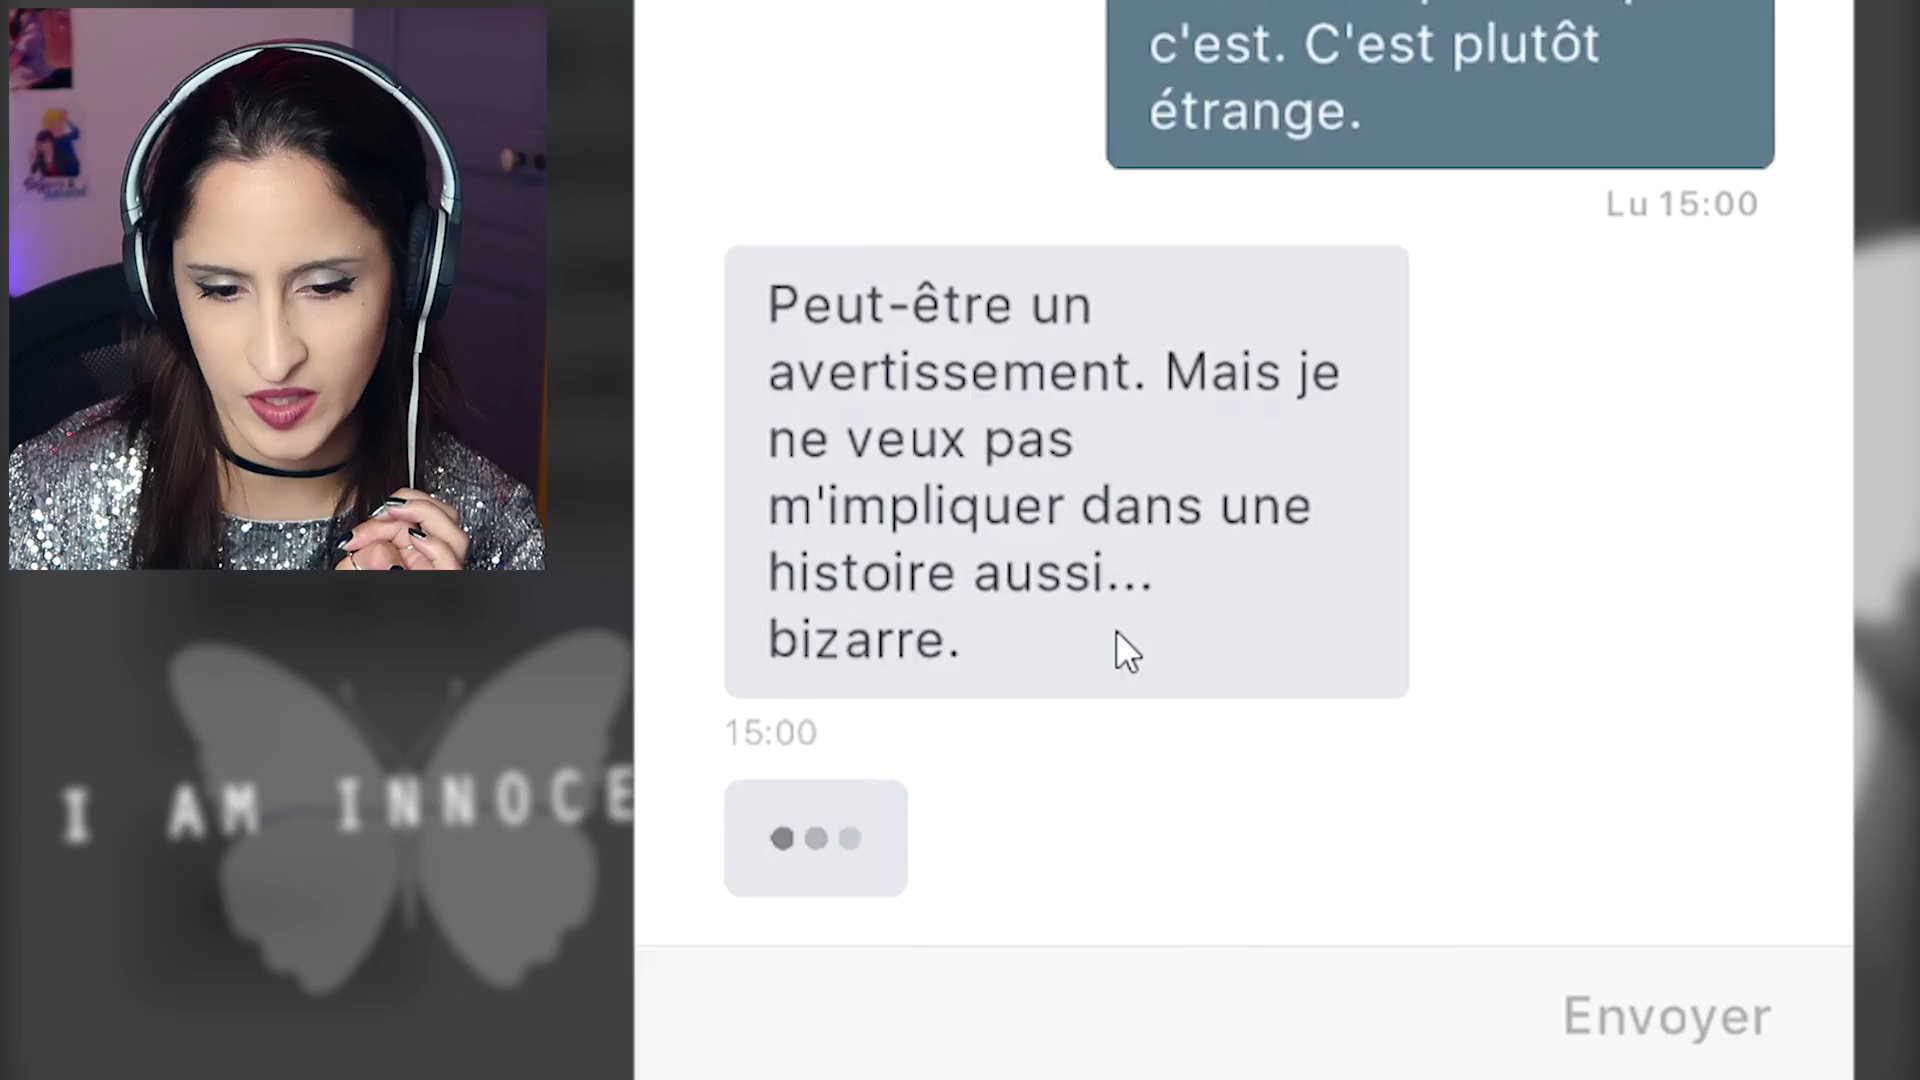 c'est. C'est plutôt
étrange.
Lu 15:00
Peut-être un
avertissement. Mais je
ne veux pas
m'impliquer dans une
histoire aussi...
bizarre.
15:00
I AM INNOCE
Envoyer